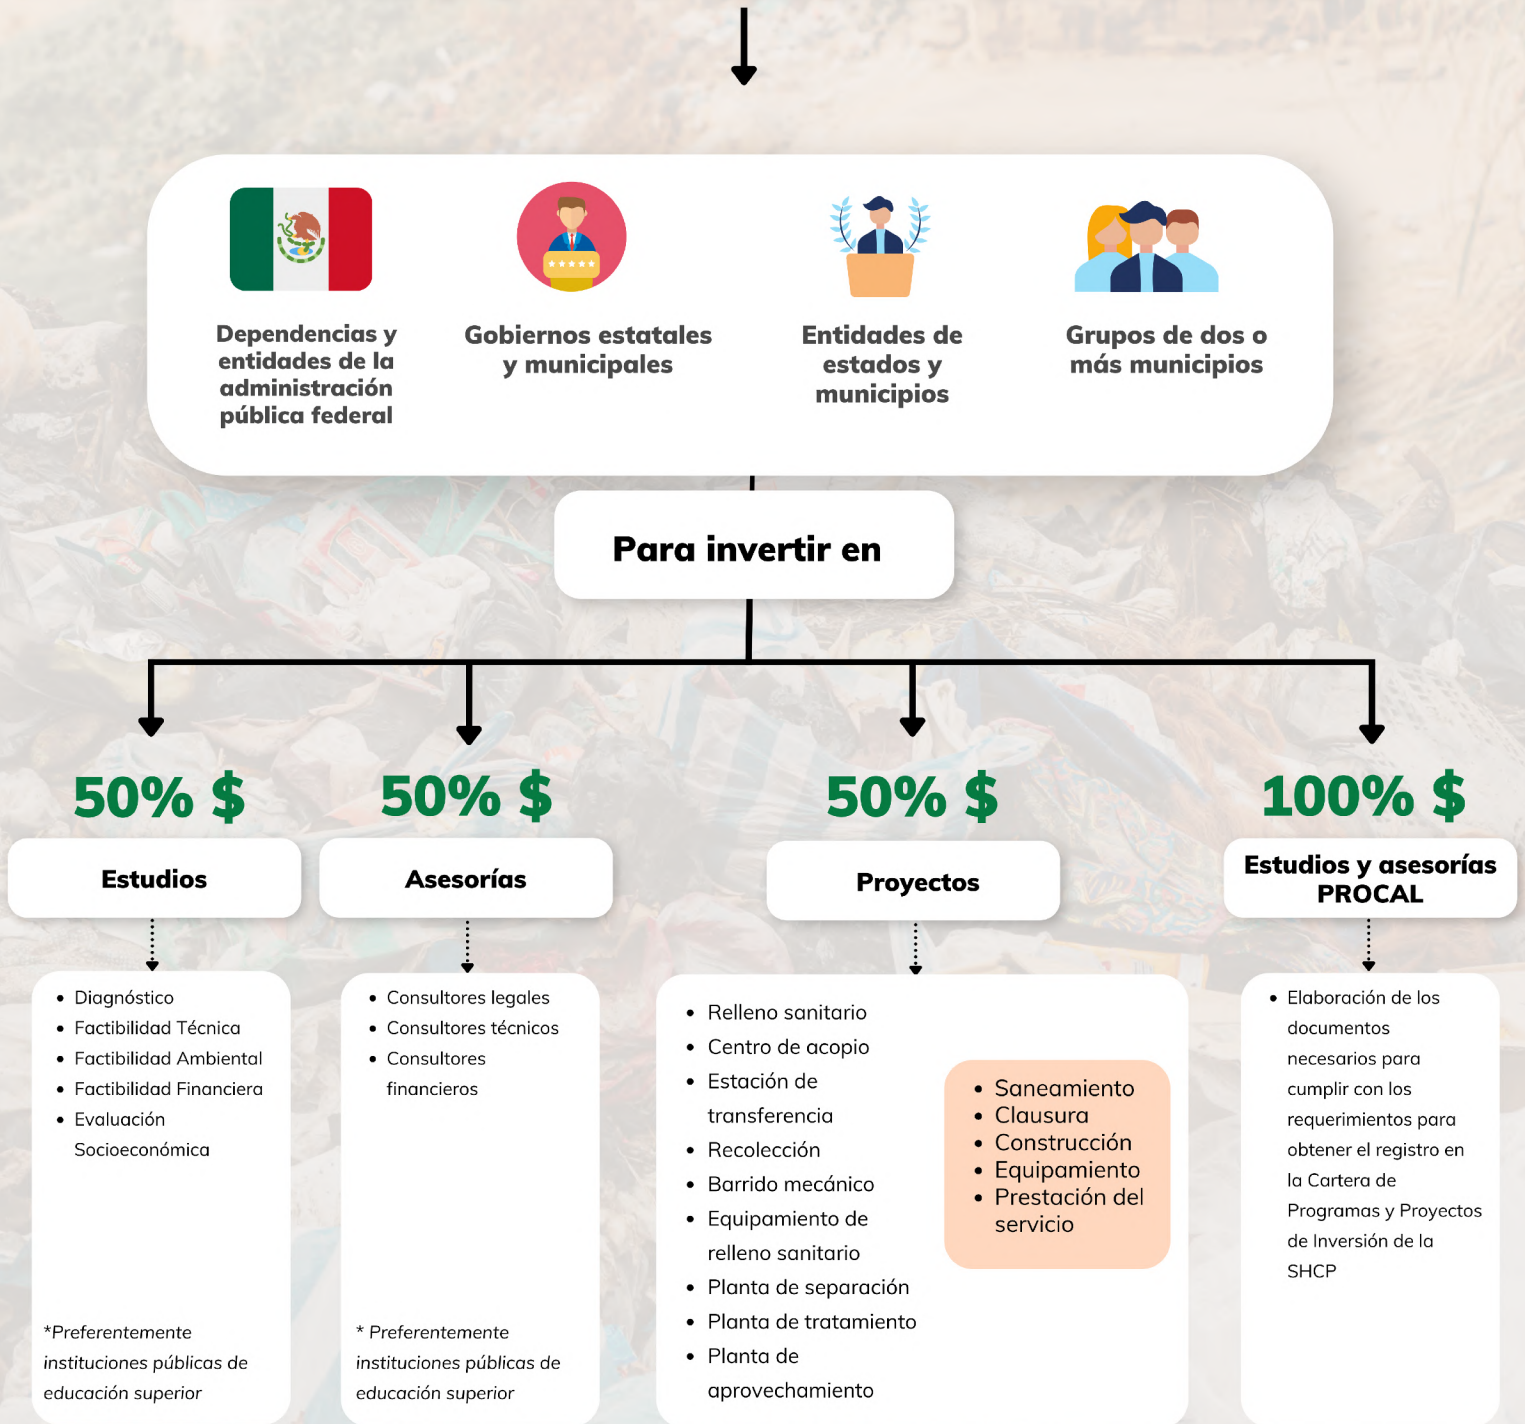 Dependencias y
entidades de la
administración
pública federal
Gobiernos estatales
y municipales
Entidades de
estados y
municipios
Grupos de dos o
más municipios
Para invertir en
50% $
Estudios
• Diagnóstico
• Factibilidad Técnica
• Factibilidad Ambiental
• Factibilidad Financiera
• Evaluación
Socioeconómica
*Preferentemente
instituciones públicas de
educación superior
50% $
Asesorías
• Consultores legales
• Consultores técnicos
• Consultores
financieros
* Preferentemente
instituciones públicas de
educación superior
50% $
Proyectos
• Relleno sanitario
• Centro de acopio
• Estación de
transferencia
• Recolección
• Barrido mecánico
• Equipamiento de
relleno sanitario
• Planta de separación
• Planta de tratamiento
• Planta de
aprovechamiento
• Saneamiento
• Clausura
• Construcción
• Equipamiento
• Prestación del
servicio
100% $
Estudios y asesorías
PROCAL
• Elaboración de los
documentos
necesarios para
cumplir con los
requerimientos para
obtener el registro en
la Cartera de
Programas y Proyectos
de Inversión de la
SHCP